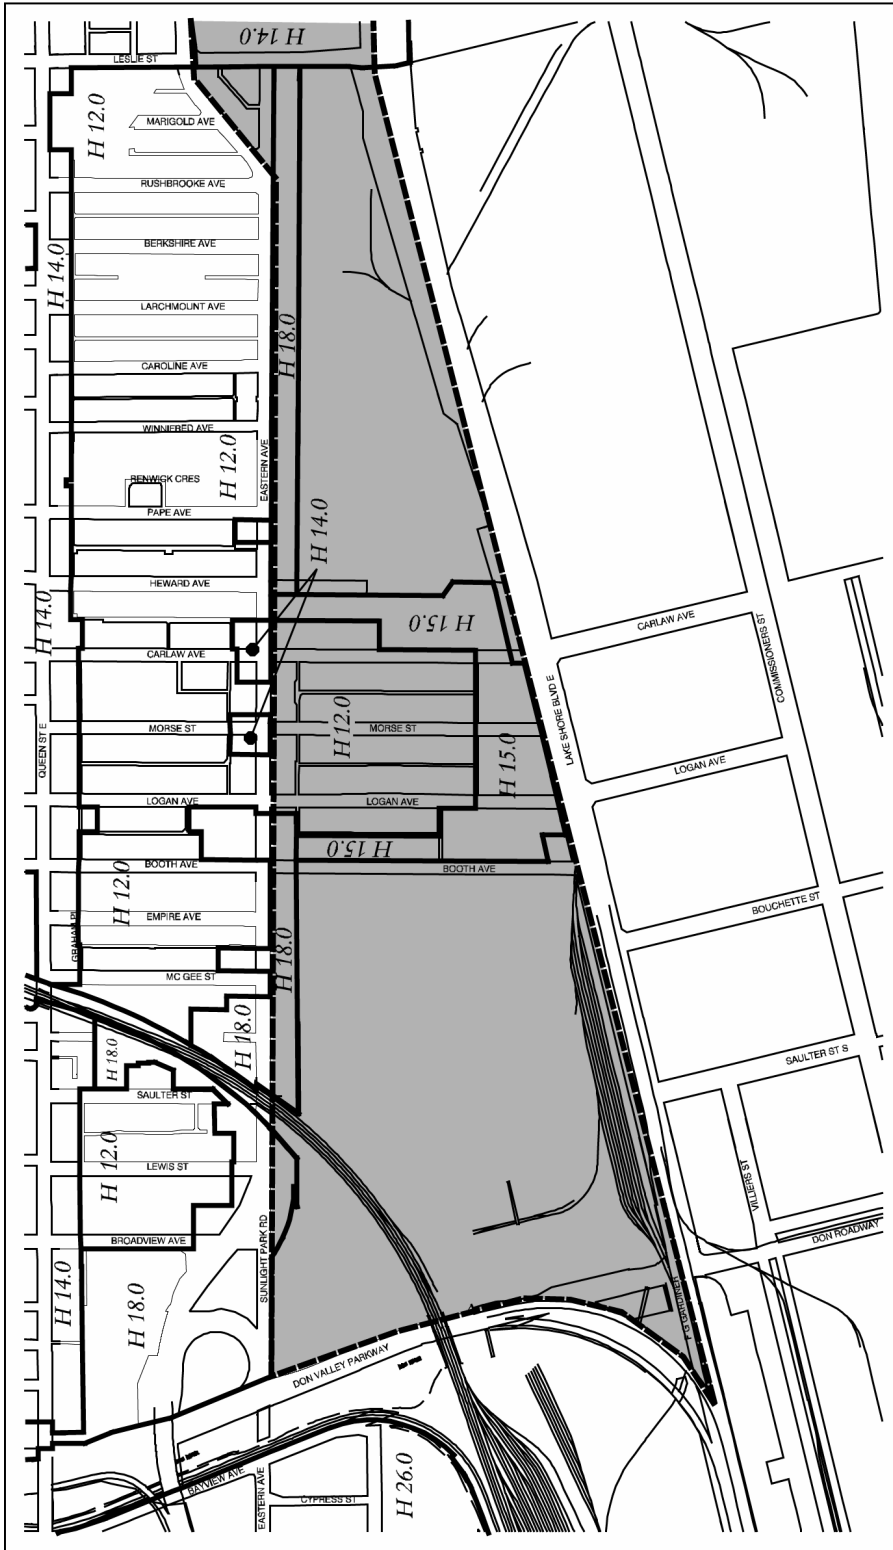 H 14.0
LESLIE ST
H 12.0
MARIGOLD AVE
RUSHBROOKE AVE
BERKSHIRE AVE
H 14.0
LARCHMOUNT AVE
H 18.0
CAROLINE AVE
WINNIFRED AVE
H 12.0
EASTERN AVE
RENWICK CRES
PAPE AVE
H 14.0
HEWARD AVE
H 14.0
H 15.0
CARLAW AVE
CARLAW AVE
COMMISSIONERS ST
LAKE SHORE BLVD E
QUEEN ST E
MORSE ST
H 12.0
MORSE ST
H 15.0
LOGAN AVE
LOGAN AVE
LOGAN AVE
H 15.0
BOOTH AVE
BOOTH AVE
H 12.0
EMPIRE AVE
BOUCHETTE ST
GRAHAM PL
H 18.0
MC GEE ST
H 18.0
H 18.0
SAULTER ST
SAULTER ST S
H 12.0
LEWIS ST
VILLIERS ST
BROADVIEW AVE
DON ROADWAY
SUNLIGHT PARK RD
H 14.0
H 18.0
F G GARDINER
DON VALLEY PARKWAY
BAYVIEW AVE
EASTERN AVE
CYPRESS ST
H 26.0